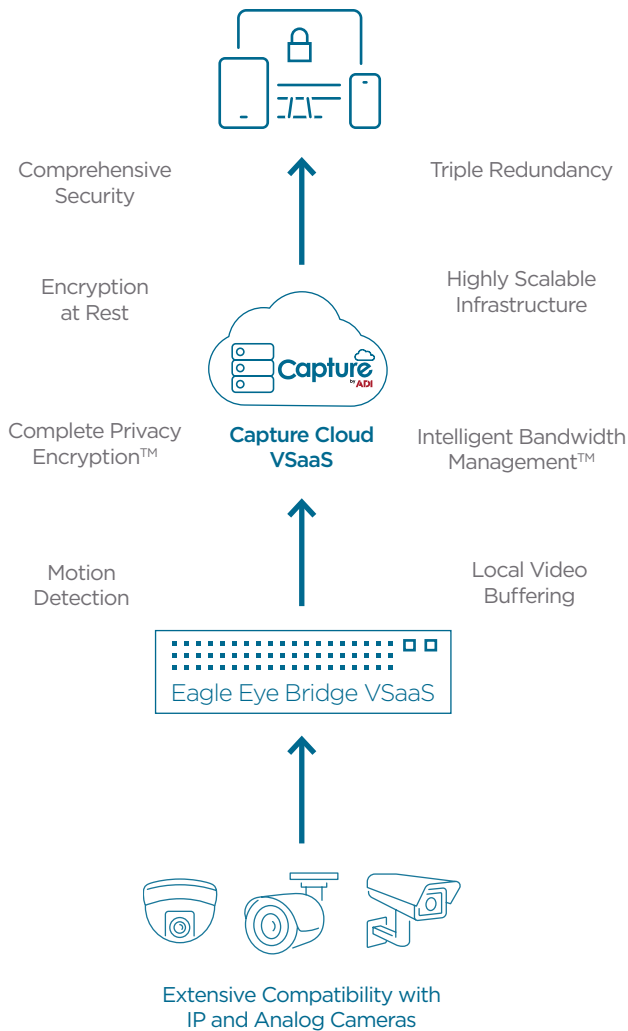 Comprehensive
Security
Triple Redundancy
Encryption
at Rest
Highly Scalable
Infrastructure
Capture
by ADI
Capture Cloud
VSaaS
Complete Privacy
Encryption™
Intelligent Bandwidth
Management™
Motion
Detection
Local Video
Buffering
Eagle Eye Bridge VSaaS
Extensive Compatibility with
IP and Analog Cameras